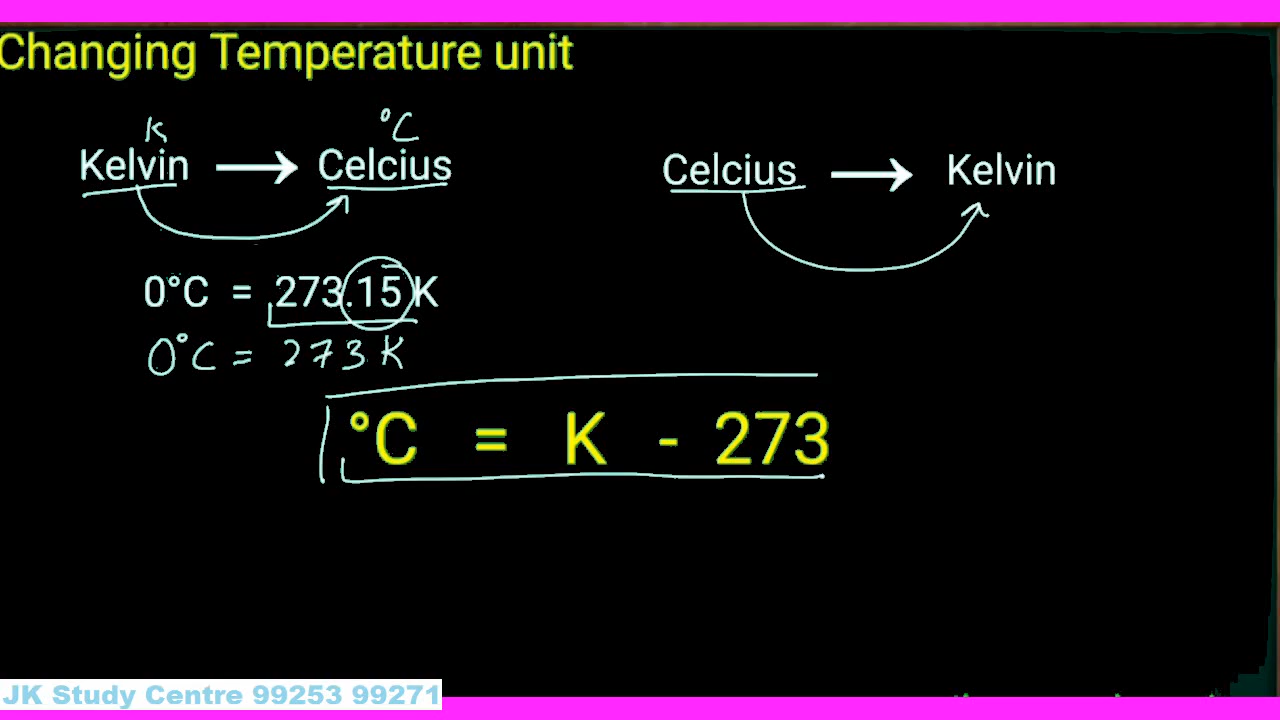 Changing Temperature unit
K °C
Kelvin → Celcius
Celcius → Kelvin
0°C = 273.15 K
0°C = 273 K
°C = K - 273
JK Study Centre 99253 99271